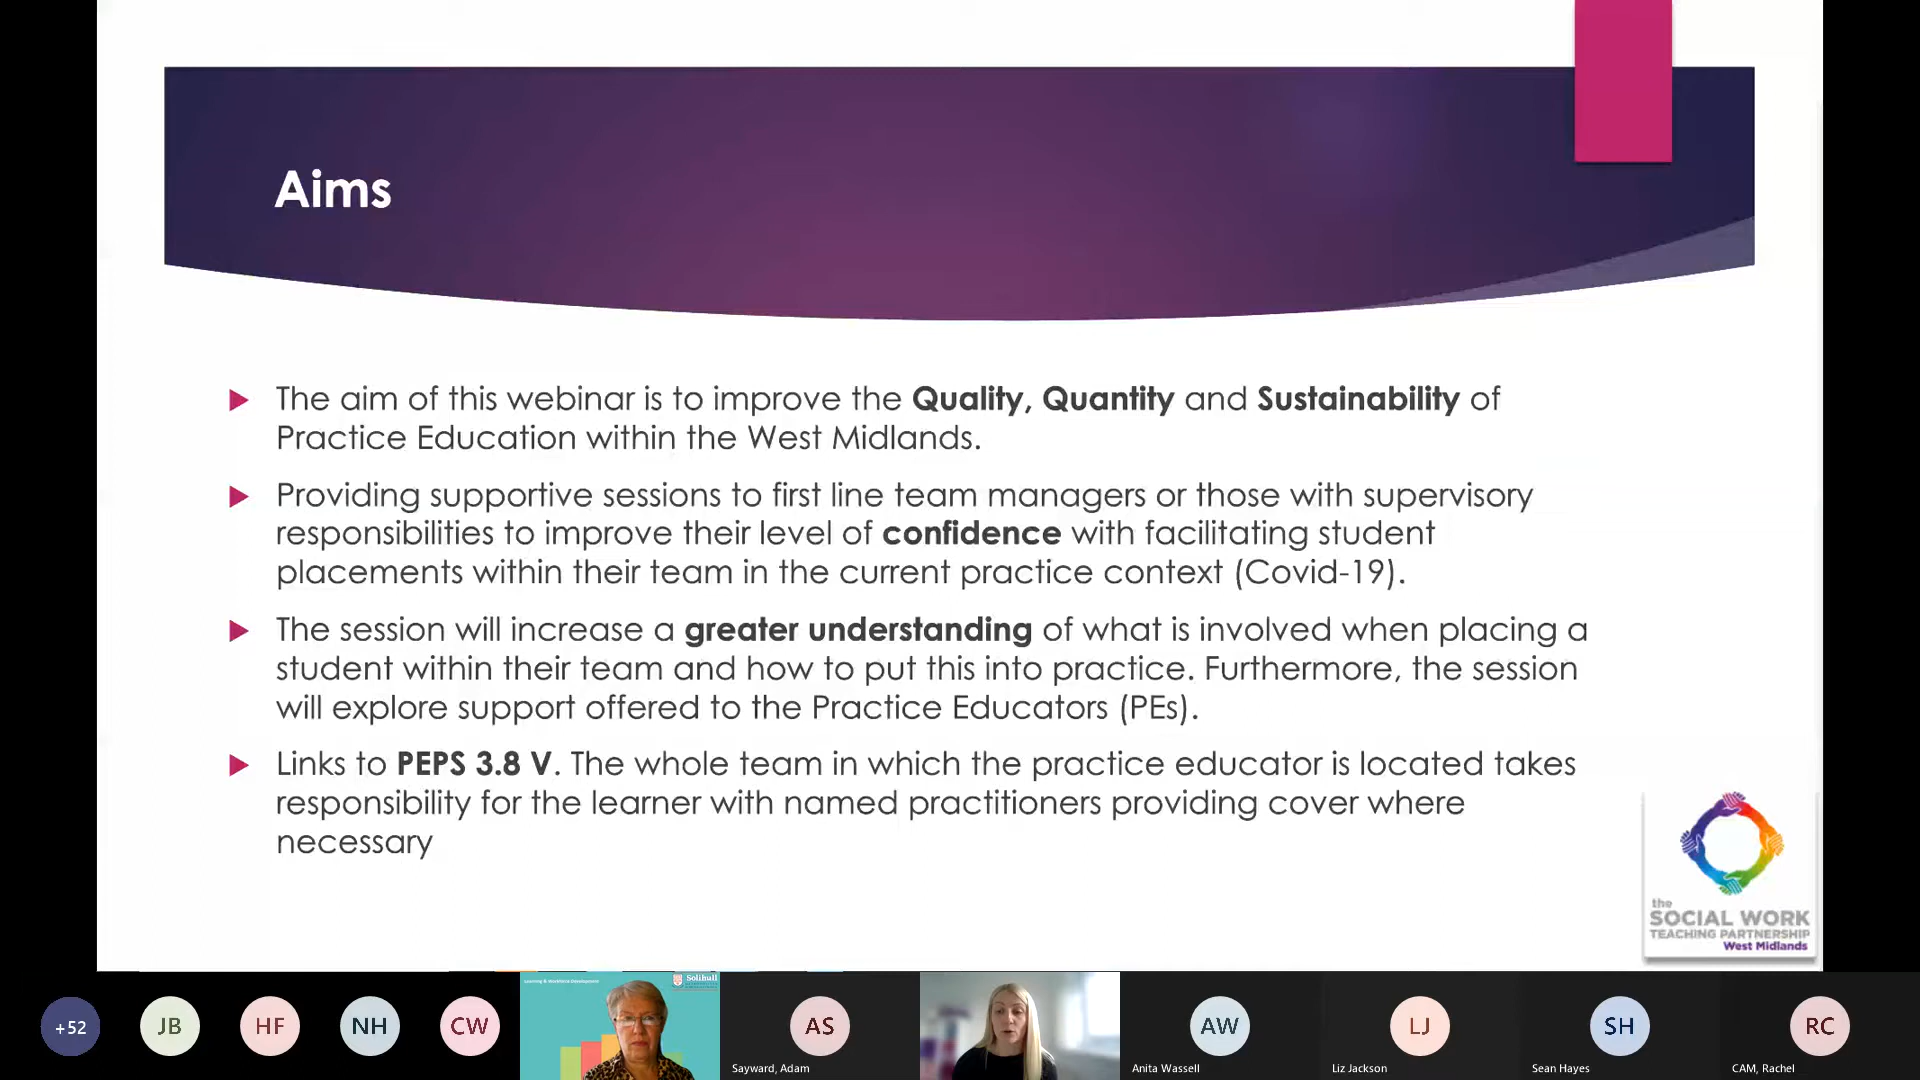 Aims
The aim of this webinar is to improve the Quality, Quantity and Sustainability of
Practice Education within the West Midlands.
Providing supportive sessions to first line team managers or those with supervisory
responsibilities to improve their level of confidence with facilitating student
placements within their team in the current practice context (Covid-19).
The session will increase a greater understanding of what is involved when placing a
student within their team and how to put this into practice. Furthermore, the session
will explore support offered to the Practice Educators (PEs).
Links to PEPS 3.8 V. The whole team in which the practice educator is located takes
responsibility for the learner with named practitioners providing cover where
necessary
the
SOCIAL WORK
TEACHING PARTNERSHIP
West Midlands
+52
JB
HF
NH
CW
Learning & Workforce Development
Solihull
AS
Sayward, Adam
AW
Anita Wassell
LJ
Liz Jackson
SH
Sean Hayes
RC
CAM, Rachel